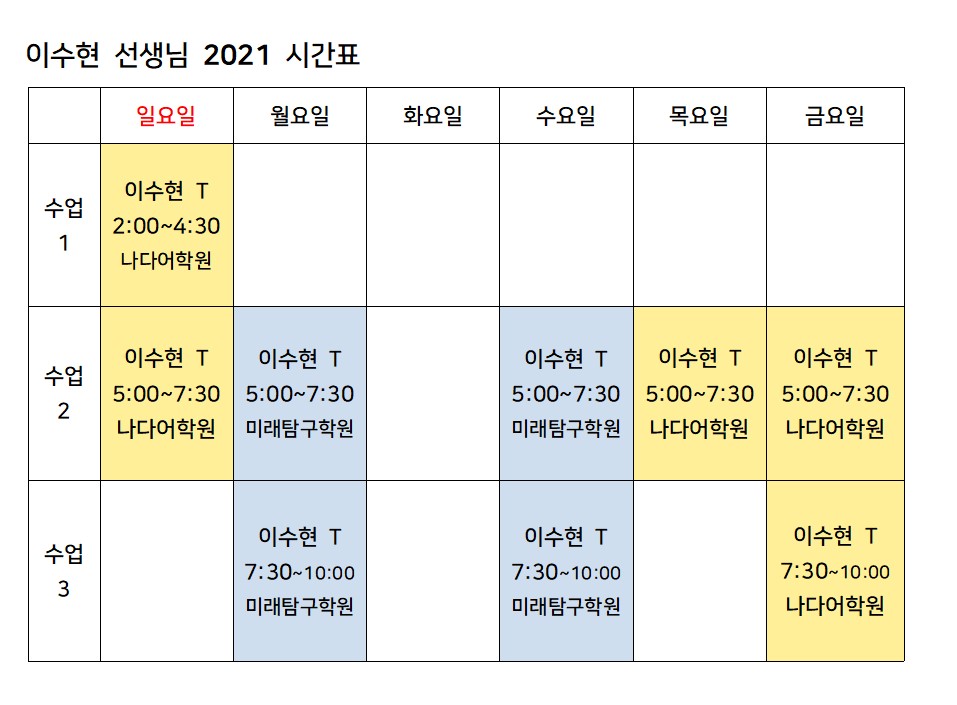 이수현 선생님 2021 시간표
일요일 월요일 화요일 수요일 목요일 금요일
수업
1
이수현 T
2:00~4:30
나다어학원
수업
2
이수현 T
5:00~7:30
나다어학원
이수현 T
5:00~7:30
미래탐구학원
이수현 T
5:00~7:30
미래탐구학원
이수현 T
5:00~7:30
나다어학원
이수현 T
5:00~7:30
나다어학원
수업
3
이수현 T
7:30~10:00
미래탐구학원
이수현 T
7:30~10:00
미래탐구학원
이수현 T
7:30~10:00
나다어학원